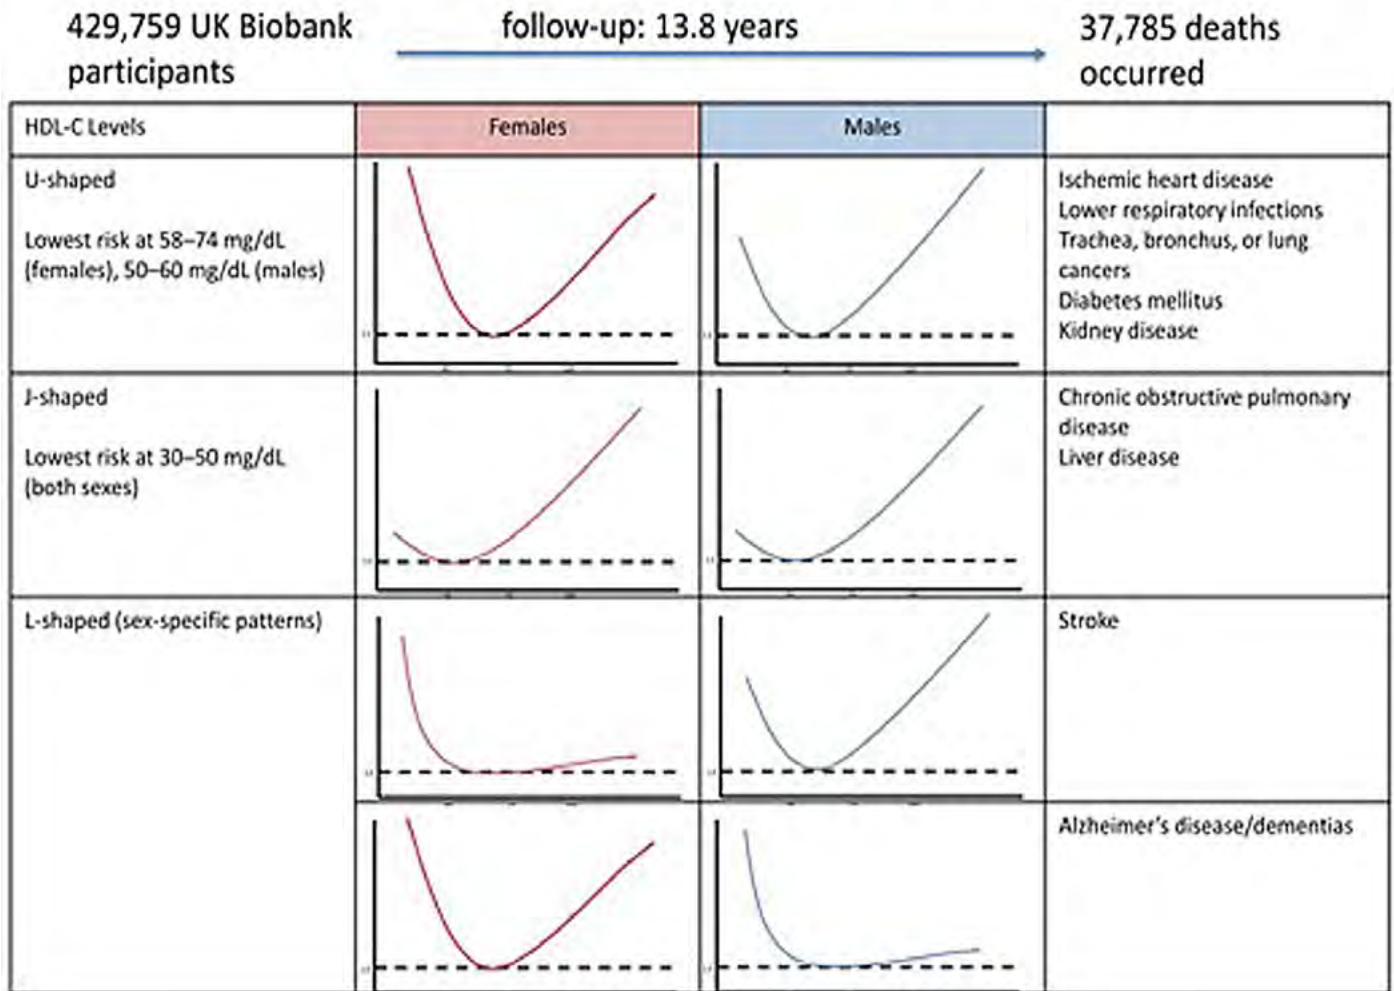 429,759 UK Biobank
participants
follow-up: 13.8 years
37,785 deaths
occurred
HDL-C Levels
Females
Males
U-shaped
Lowest risk at 58–74 mg/dL
(females), 50–60 mg/dL (males)
Ischemic heart disease
Lower respiratory infections
Trachea, bronchus, or lung
cancers
Diabetes mellitus
Kidney disease
J-shaped
Lowest risk at 30–50 mg/dL
(both sexes)
Chronic obstructive pulmonary
disease
Liver disease
L-shaped (sex-specific patterns)
Stroke
Alzheimer's disease/dementias